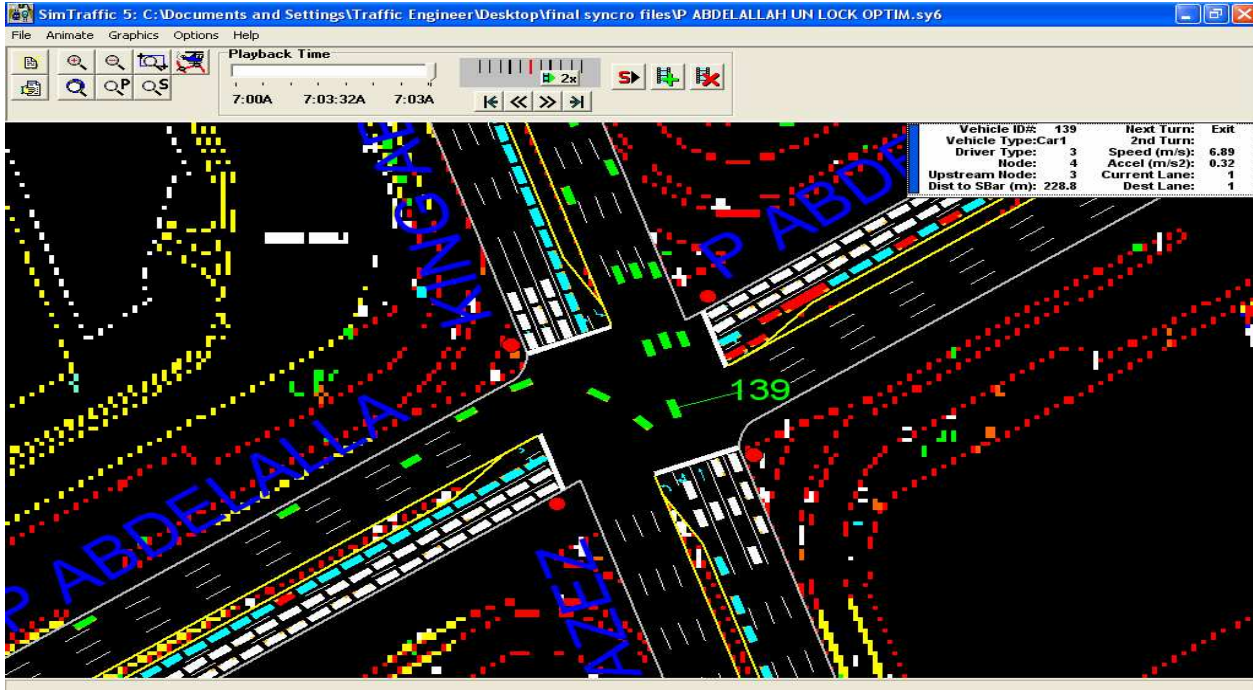 SimTraffic 5: C:\Documents and Settings\Traffic Engineer\Desktop\final syncro files\P ABDELALLAH UN LOCK OPTIM.sy6
File Animate Graphics Options Help
Playback Time
7:00A 7:03:32A 7:03A
2x
S
P
S
Vehicle ID#: 139 Next Turn: Exit
Vehicle Type:Car1 2nd Turn:
Driver Type: 3 Speed (m/s): 6.89
Node: 4 Accel (m/s2): 0.32
Upstream Node: 3 Current Lane: 1
Dist to SBar (m): 228.8 Dest Lane: 1
P ABDE
139
P ABDELALLA
AZEZ